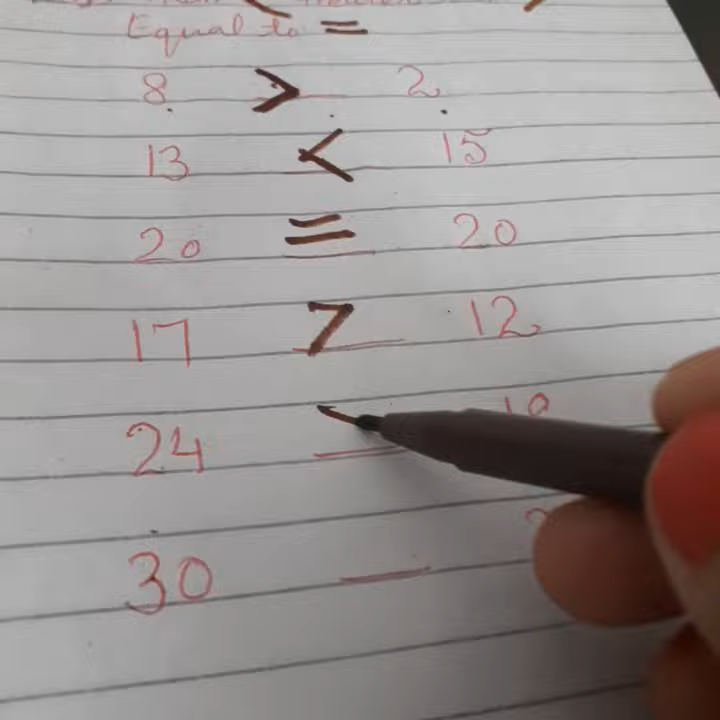 Equal to =
8 > 2
13 < 15
20 = 20
17 > 12
24
30